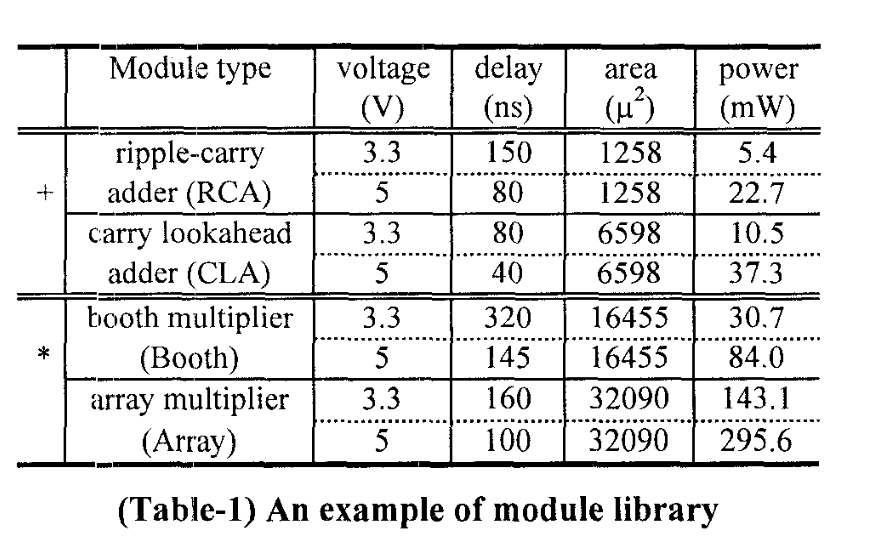 Module type voltage delay area power
(V) (ns) (μ²) (mW)
+ ripple-carry 3.3 150 1258 5.4
adder (RCA) 5 80 1258 22.7
carry lookahead 3.3 80 6598 10.5
adder (CLA) 5 40 6598 37.3
* booth multiplier 3.3 320 16455 30.7
(Booth) 5 145 16455 84.0
array multiplier 3.3 160 32090 143.1
(Array) 5 100 32090 295.6
(Table-1) An example of module library